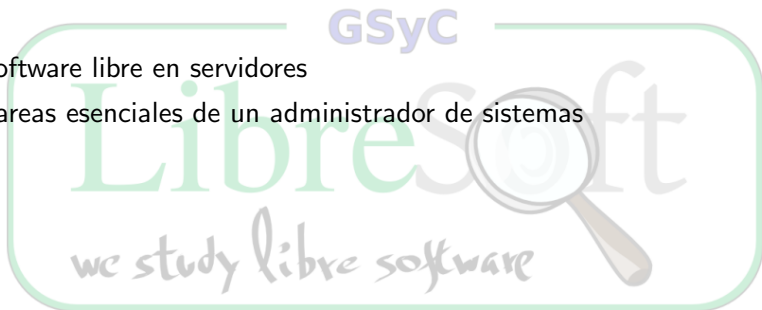 GSyC
oftware libre en servidores
areas esenciales de un administrador de sistemas
LibreSoft
we study libre software